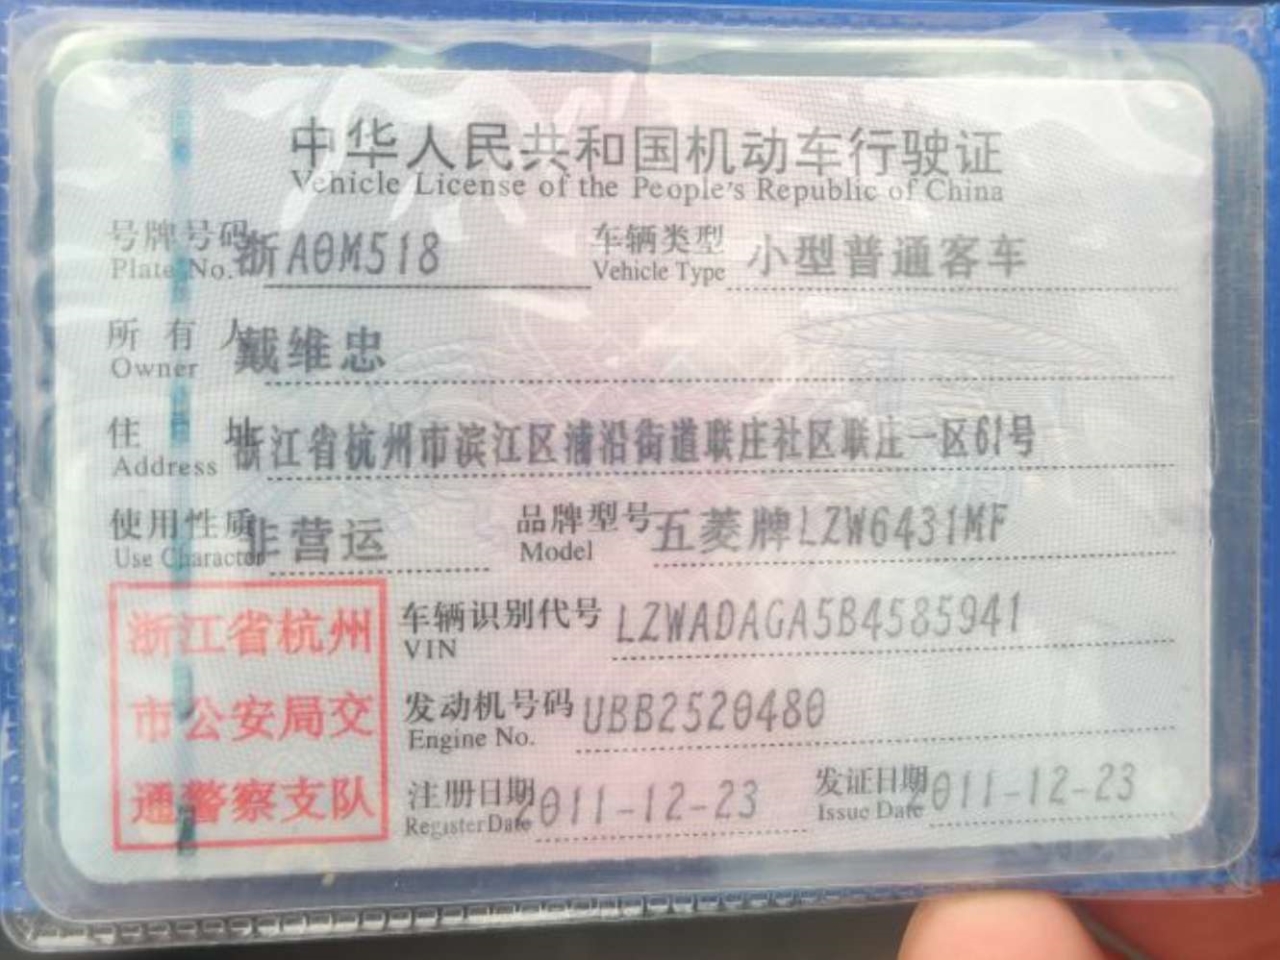 中华人民共和国机动车行驶证
Vehicle License of the People's Republic of China
号牌号码 浙A0M518 车辆类型 小型普通客车
Plate No. Vehicle Type
所有人 戴维忠
Owner
住址 浙江省杭州市滨江区浦沿街道联庄社区联庄一区61号
Address
使用性质 非营运 品牌型号 五菱牌LZW6431MF
Use Character Model
浙江省杭州
市公安局交
通警察支队
车辆识别代号 LZWADAGA5B4585941
VIN
发动机号码 UBB2520480
Engine No.
注册日期 011-12-23 发证日期 011-12-23
Register Date Issue Date